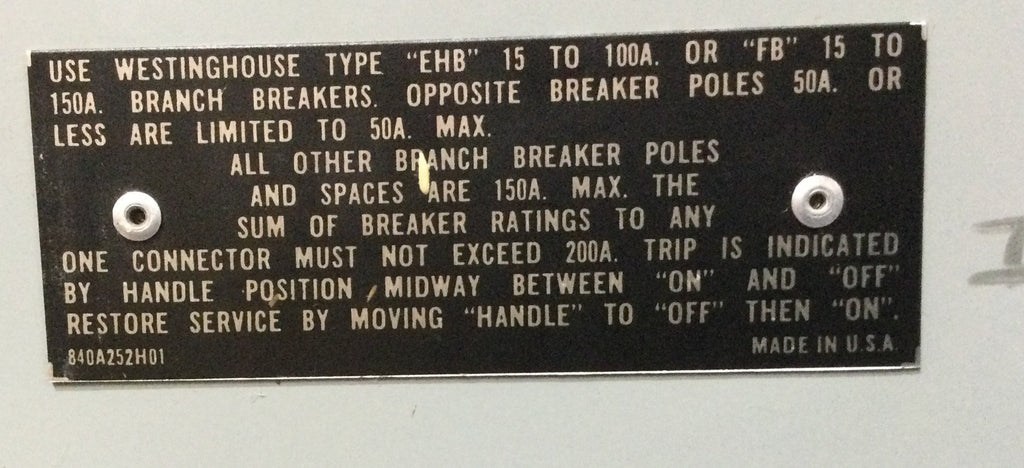 USE WESTINGHOUSE TYPE "EHB" 15 TO 100A. OR "FB" 15 TO
150A. BRANCH BREAKERS. OPPOSITE BREAKER POLES 50A. OR
LESS ARE LIMITED TO 50A. MAX.
ALL OTHER BRANCH BREAKER POLES
AND SPACES ARE 150A. MAX. THE
SUM OF BREAKER RATINGS TO ANY
ONE CONNECTOR MUST NOT EXCEED 200A. TRIP IS INDICATED
BY HANDLE POSITION MIDWAY BETWEEN "ON" AND "OFF"
RESTORE SERVICE BY MOVING "HANDLE" TO "OFF" THEN "ON".
840A252H01
MADE IN U.S.A.